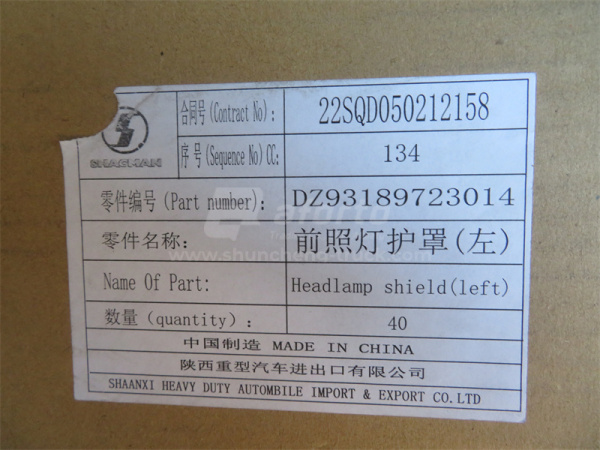 SHACMAN
合同号(Contract No): 22SQD050212158
序 号(Sequence No)CC: 134
零件编号(Part number): DZ93189723014
零件名称: 前照灯护罩(左)
Name Of Part: Headlamp shield(left)
数量(quantity): 40
中国制造 MADE IN CHINA
陕西重型汽车进出口有限公司
SHAANXI HEAVY DUTY AUTOMBILE IMPORT & EXPORT CO.LTD